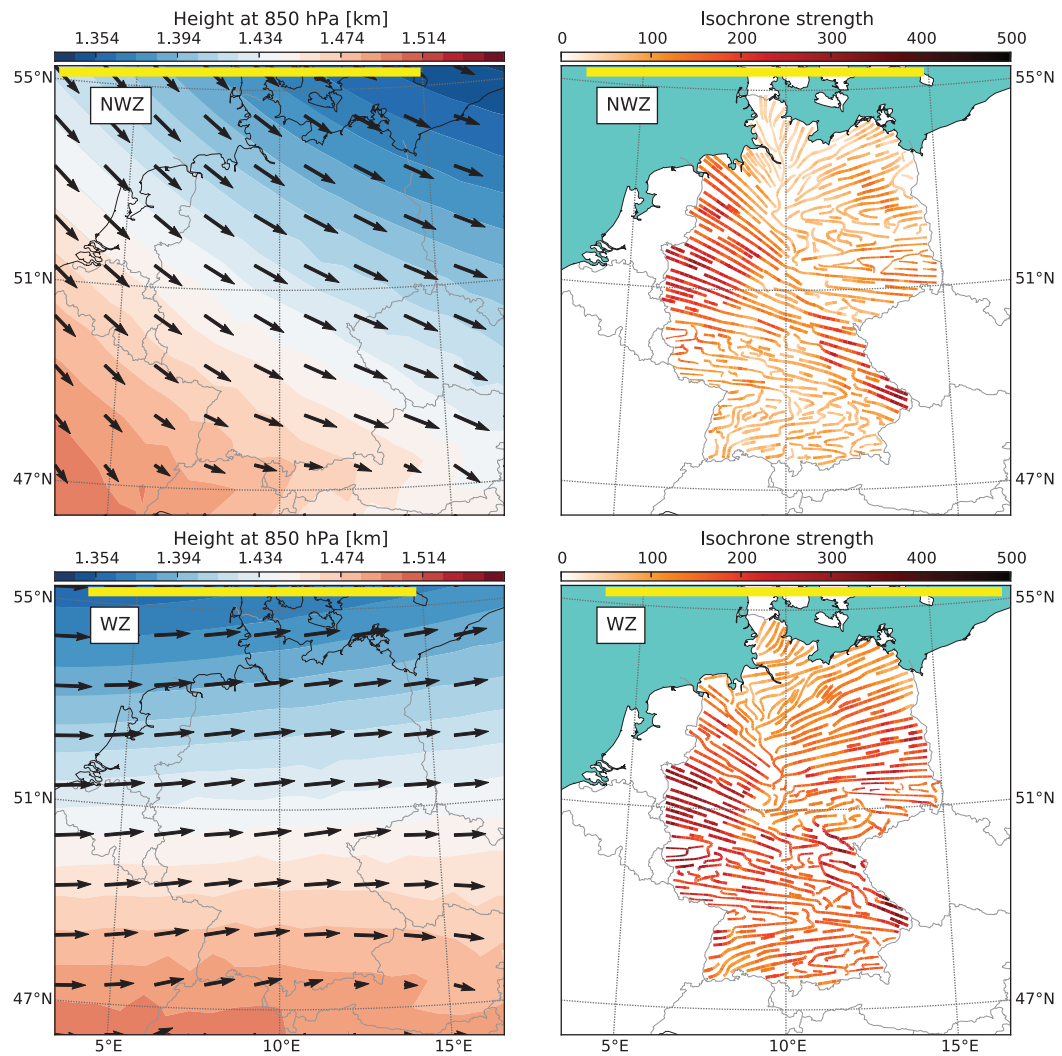 Height at 850 hPa [km]
1.354 1.394 1.434 1.474 1.514
55°N
51°N
47°N
NWZ
Isochrone strength
0 100 200 300 400 500
NWZ
55°N
51°N
47°N
Height at 850 hPa [km]
1.354 1.394 1.434 1.474 1.514
55°N
51°N
47°N
WZ
5°E 10°E 15°E
Isochrone strength
0 100 200 300 400 500
WZ
55°N
51°N
47°N
5°E 10°E 15°E